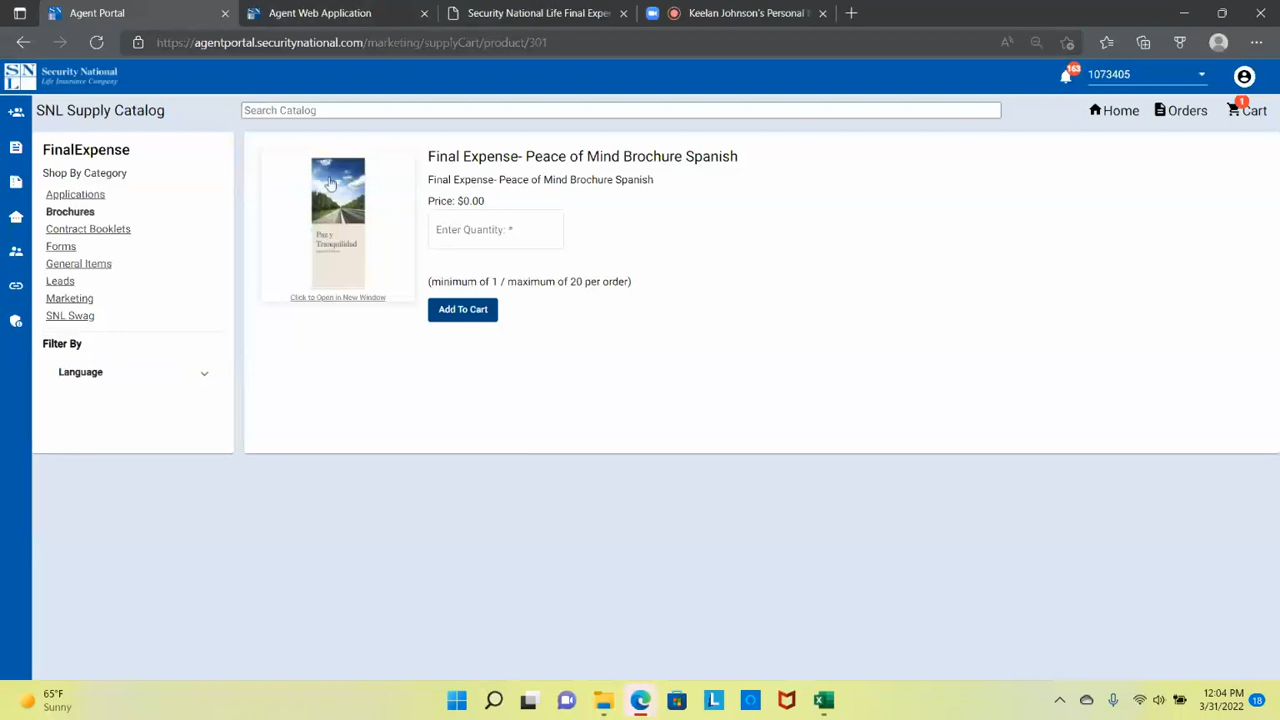 Agent Portal
Agent Web Application
Security National Life Final Expe
Keelan Johnson's Personal
https://agentportal.securitynational.com/marketing/supplyCart/product/301
SNL Security National
Life Insurance Company
163
1073405
SNL Supply Catalog
Search Catalog
Home
Orders
1
Cart
FinalExpense
Shop By Category
Applications
Brochures
Contract Booklets
Forms
General Items
Leads
Marketing
SNL Swag
Filter By
Language
Paz y
Tranquilidad
Click to Open in New Window
Final Expense- Peace of Mind Brochure Spanish
Final Expense- Peace of Mind Brochure Spanish
Price: $0.00
Enter Quantity: *
(minimum of 1 / maximum of 20 per order)
Add To Cart
65°F
Sunny
12:04 PM
3/31/2022
18